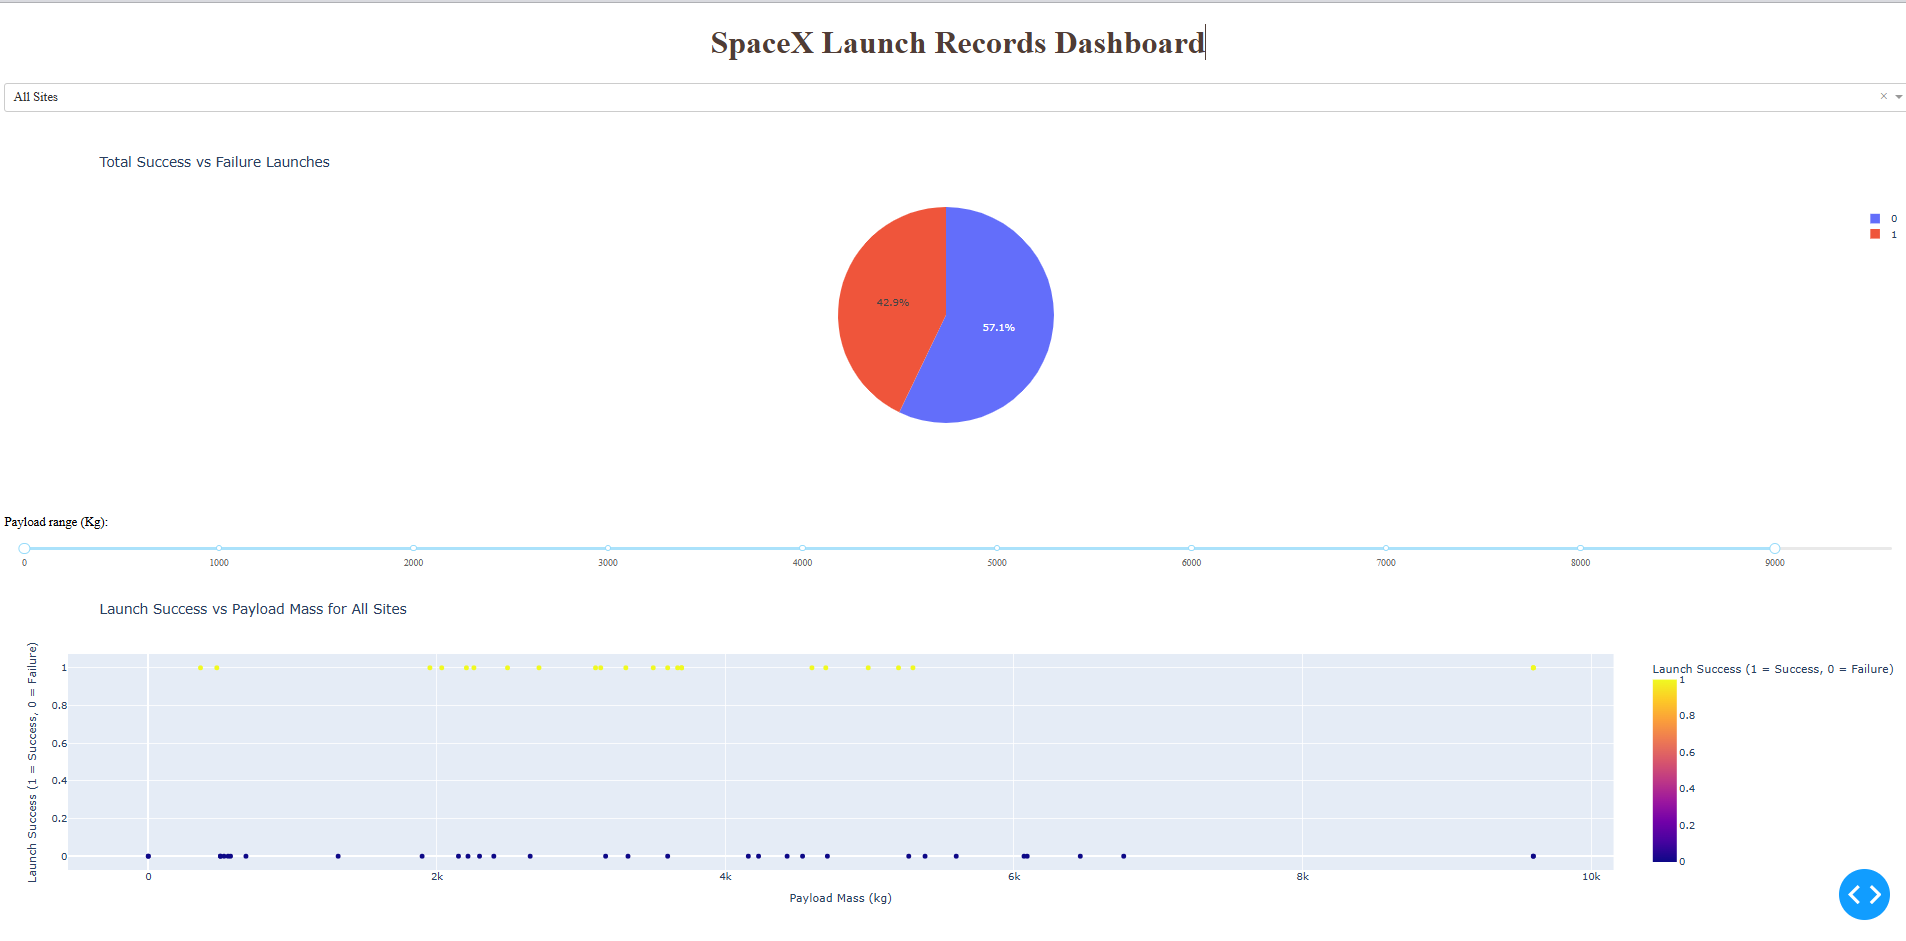 SpaceX Launch Records Dashboard
All Sites
×
Total Success vs Failure Launches
0
1
42.9%
57.1%
Payload range (Kg):
0 1000 2000 3000 4000 5000 6000 7000 8000 9000
Launch Success vs Payload Mass for All Sites
Launch Success (1 = Success, 0 = Failure)
1
0.8
0.6
0.4
0.2
0
0 2k 4k 6k 8k 10k
Payload Mass (kg)
Launch Success (1 = Success, 0 = Failure)
1
0.8
0.6
0.4
0.2
0